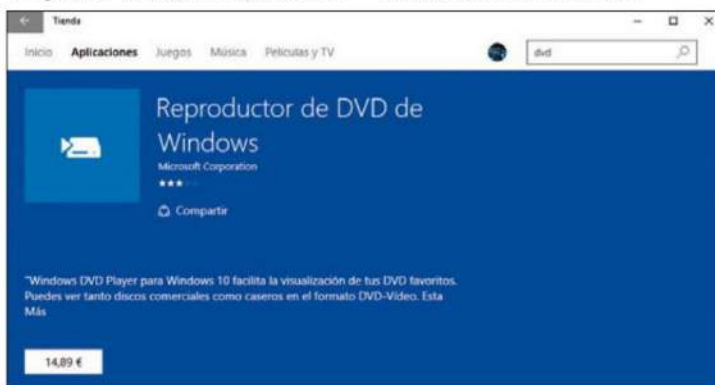 Tienda
Inicio Aplicaciones Juegos Música Películas y TV dvd
Reproductor de DVD de
Windows
Microsoft Corporation
Compartir
"Windows DVD Player para Windows 10 facilita la visualización de tus DVD favoritos.
Puedes ver tanto discos comerciales como caseros en el formato DVD-Vídeo. Esta
Más
14,89 €